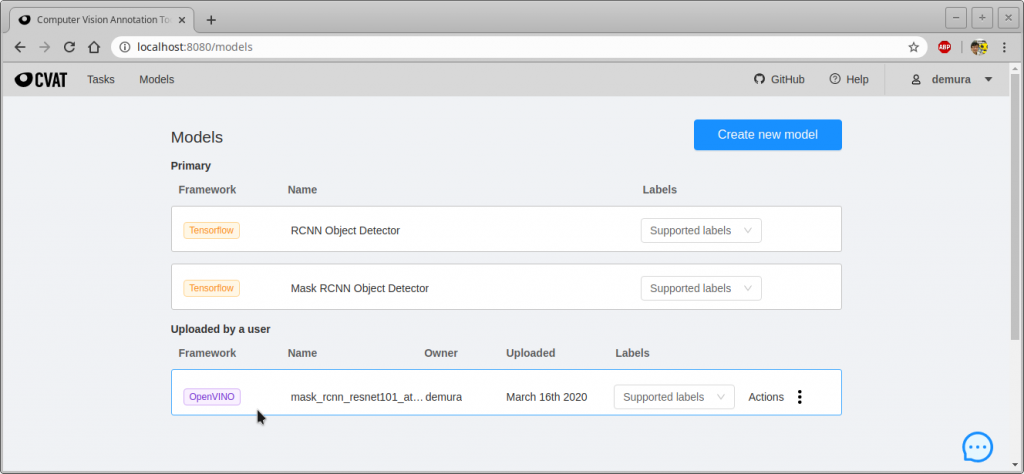 Computer Vision Annotation To
localhost:8080/models
ABP
CVAT Tasks Models GitHub Help demura
Models Create new model
Primary
Framework Name Labels
Tensorflow RCNN Object Detector Supported labels
Tensorflow Mask RCNN Object Detector Supported labels
Uploaded by a user
Framework Name Owner Uploaded Labels
OpenVINO mask_rcnn_resnet101_at... demura March 16th 2020 Supported labels Actions